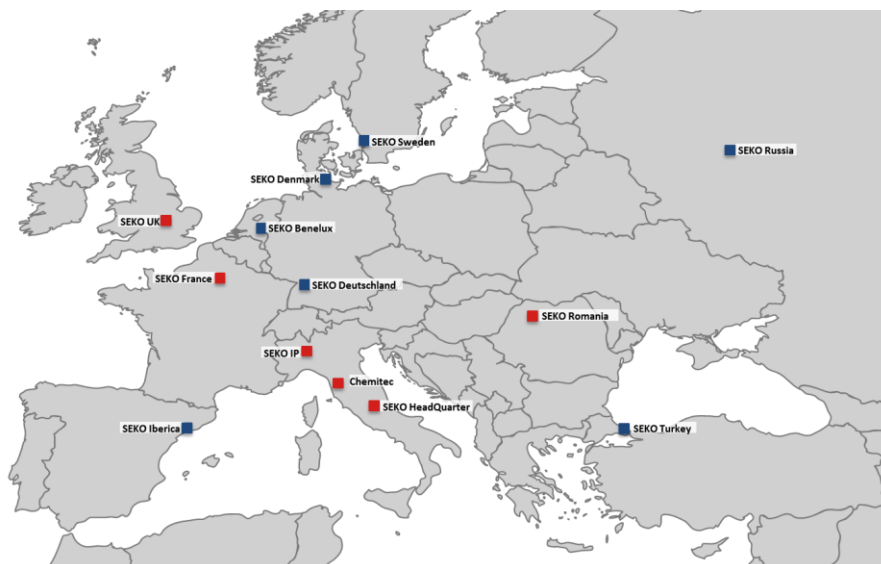 SEKO Sweden
SEKO Russia
SEKO Denmark
SEKO UK
SEKO Benelux
SEKO France
SEKO Deutschland
SEKO Romania
SEKO IP
Chemitec
SEKO HeadQuarter
SEKO Iberica
SEKO Turkey